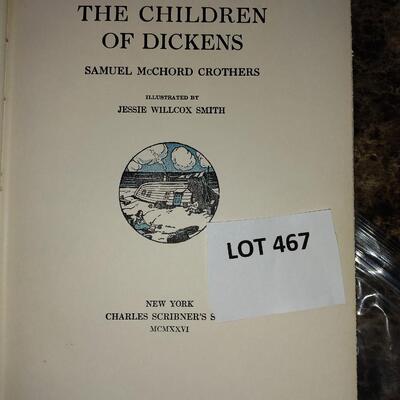 THE CHILDREN
OF DICKENS
SAMUEL McCHORD CROTHERS
ILLUSTRATED BY
JESSIE WILLCOX SMITH
LOT 467
NEW YORK
CHARLES SCRIBNER'S S
MCMXXVI